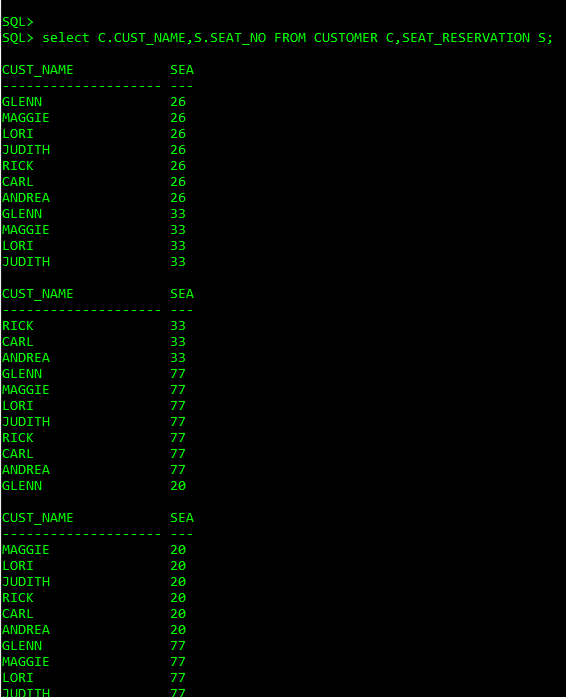 SQL>
SQL> select C.CUST_NAME,S.SEAT_NO FROM CUSTOMER C,SEAT_RESERVATION S;
CUST_NAME            SEA
-------------------- ---
GLENN                26
MAGGIE               26
LORI                 26
JUDITH               26
RICK                 26
CARL                 26
ANDREA               26
GLENN                33
MAGGIE               33
LORI                 33
JUDITH               33
CUST_NAME            SEA
-------------------- ---
RICK                 33
CARL                 33
ANDREA               33
GLENN                77
MAGGIE               77
LORI                 77
JUDITH               77
RICK                 77
CARL                 77
ANDREA               77
GLENN                20
CUST_NAME            SEA
-------------------- ---
MAGGIE               20
LORI                 20
JUDITH               20
RICK                 20
CARL                 20
ANDREA               20
GLENN                77
MAGGIE               77
LORI                 77
JUDITH               77